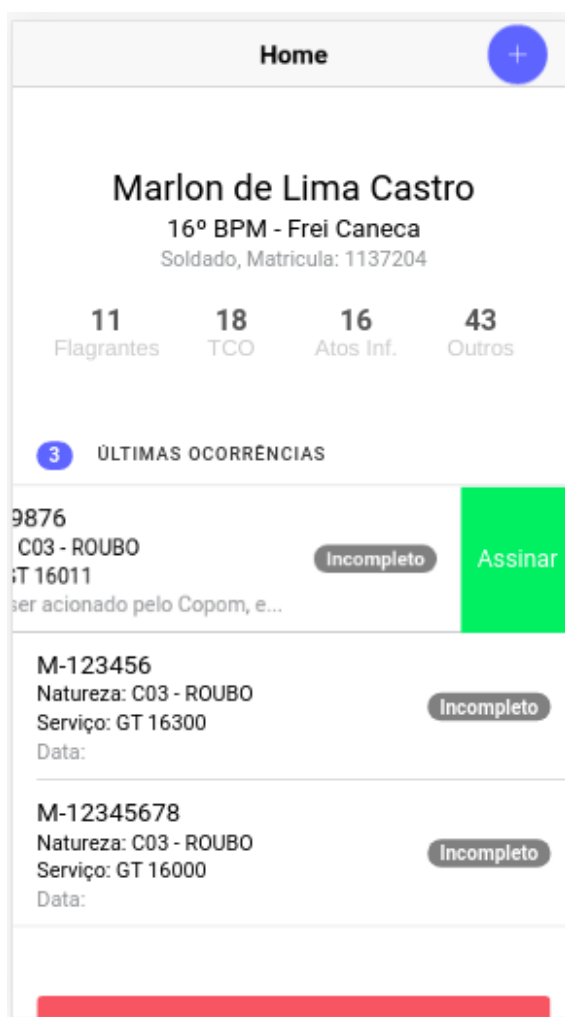 Home
Marlon de Lima Castro
16º BPM - Frei Caneca
Soldado, Matricula: 1137204
11 18 16 43
Flagrantes TCO Atos Inf. Outros
3 ÚLTIMAS OCORRÊNCIAS
9876
C03 - ROUBO
T 16011
ser acionado pelo Copom, e...
Incompleto
Assinar
M-123456
Natureza: C03 - ROUBO
Serviço: GT 16300
Data:
Incompleto
M-12345678
Natureza: C03 - ROUBO
Serviço: GT 16000
Data:
Incompleto